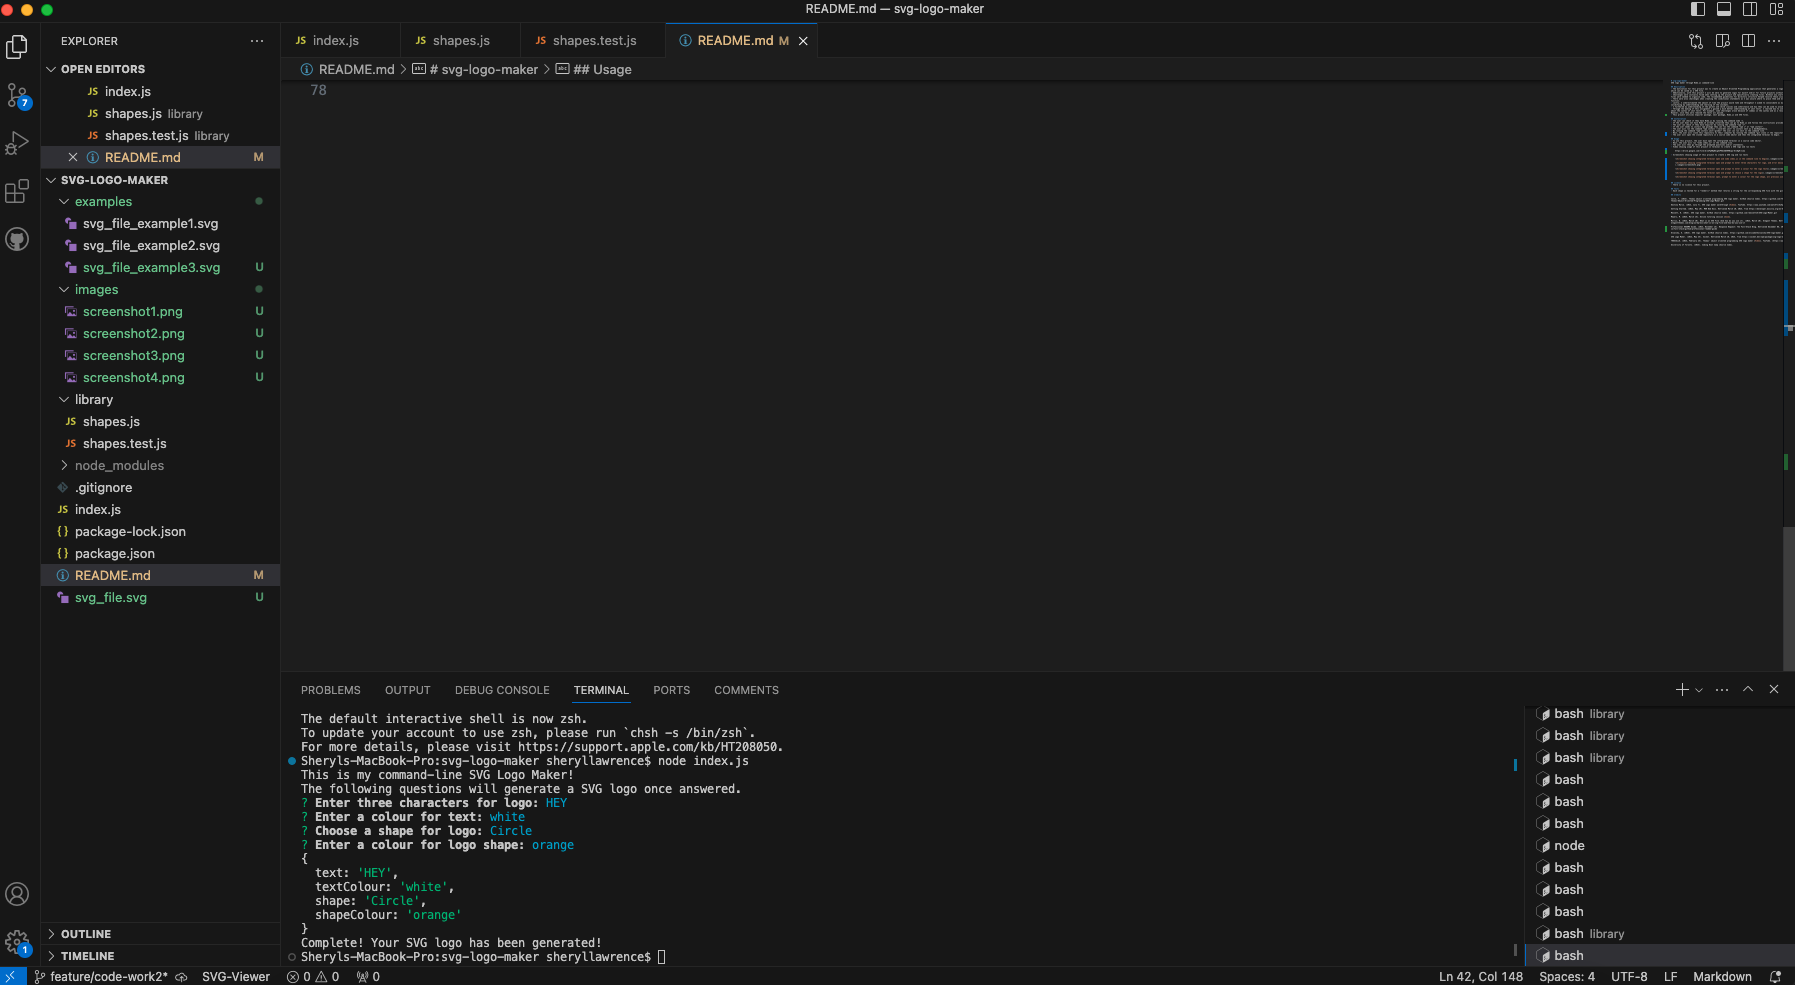 README.md — svg-logo-maker
EXPLORER
OPEN EDITORS
JS index.js
JS shapes.js library
JS shapes.test.js library
README.md M
SVG-LOGO-MAKER
examples
svg_file_example1.svg
svg_file_example2.svg
svg_file_example3.svg U
images
screenshot1.png U
screenshot2.png U
screenshot3.png U
screenshot4.png U
library
JS shapes.js
JS shapes.test.js
node_modules
.gitignore
JS index.js
{} package-lock.json
{} package.json
README.md M
svg_file.svg U
OUTLINE
TIMELINE
7
1
JS index.js
JS shapes.js
JS shapes.test.js
README.md M
README.md > # svg-logo-maker > ## Usage
78
PROBLEMS OUTPUT DEBUG CONSOLE TERMINAL PORTS COMMENTS
The default interactive shell is now zsh.
To update your account to use zsh, please run `chsh -s /bin/zsh`.
For more details, please visit https://support.apple.com/kb/HT208050.
Sheryls-MacBook-Pro:svg-logo-maker sheryllawrence$ node index.js
This is my command-line SVG Logo Maker!
The following questions will generate a SVG logo once answered.
? Enter three characters for logo: HEY
? Enter a colour for text: white
? Choose a shape for logo: Circle
? Enter a colour for logo shape: orange
{
text: 'HEY',
textColour: 'white',
shape: 'Circle',
shapeColour: 'orange'
}
Complete! Your SVG logo has been generated!
Sheryls-MacBook-Pro:svg-logo-maker sheryllawrence$
bash library
bash library
bash library
bash
bash
bash
node
bash
bash
bash
bash library
bash
feature/code-work2* SVG-Viewer 0 0 0
Ln 42, Col 148 Spaces: 4 UTF-8 LF Markdown